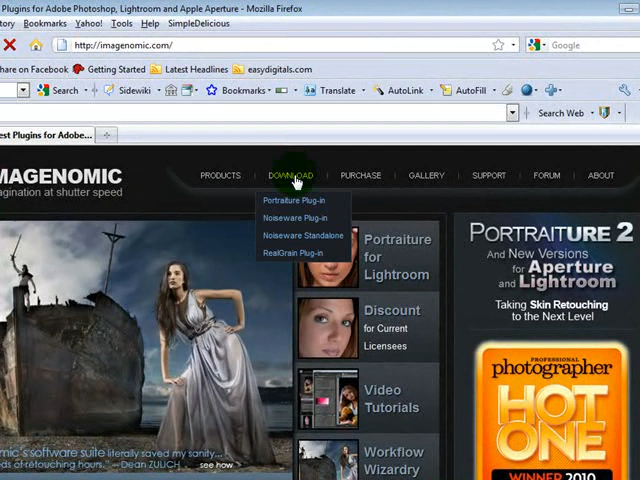 Plugins for Adobe Photoshop, Lightroom and Apple Aperture - Mozilla Firefox
tory Bookmarks Yahoo! Tools Help SimpleDelicious
http://imagenomic.com/
Google
hare on Facebook Getting Started Latest Headlines easydigitals.com
Search Sidewiki Bookmarks Translate AutoLink AutoFill
Search Web
est Plugins for Adobe...
MAGENOMIC
agination at shutter speed
PRODUCTS DOWNLOAD PURCHASE GALLERY SUPPORT FORUM ABOUT
Portraiture Plug-in
Noiseware Plug-in
Noiseware Standalone
RealGrain Plug-in
Portraiture
for
Lightroom
Discount
for Current
Licensees
Video
Tutorials
Workflow
Wizardry
mic's software suite literally saved my sanity...
eds of retouching hours." – Dean ZULICH
see how
PORTRAITURE 2
And New Versions
for Aperture
and Lightroom
Taking Skin Retouching
to the Next Level
PROFESSIONAL
photographer
HOT
ONE
WINNER 2010